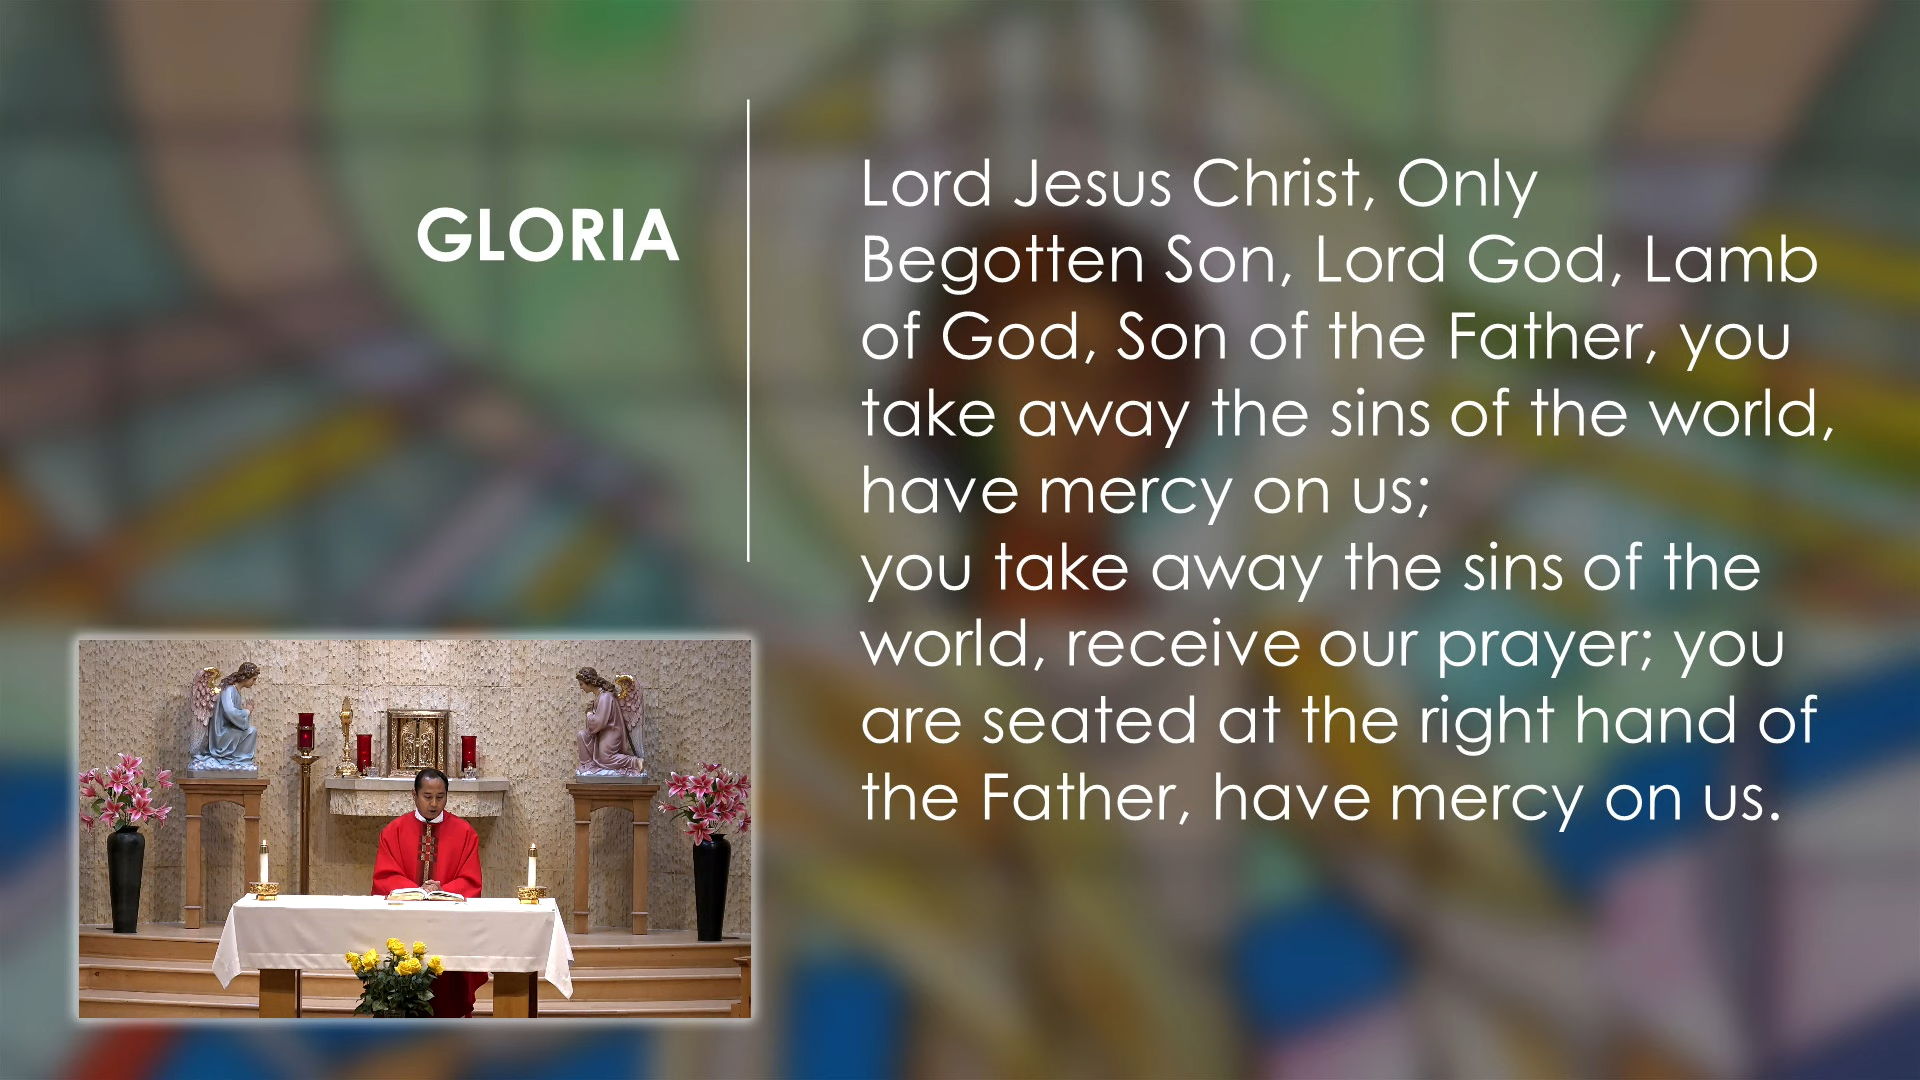 GLORIA
Lord Jesus Christ, Only
Begotten Son, Lord God, Lamb
of God, Son of the Father, you
take away the sins of the world,
have mercy on us;
you take away the sins of the
world, receive our prayer; you
are seated at the right hand of
the Father, have mercy on us.